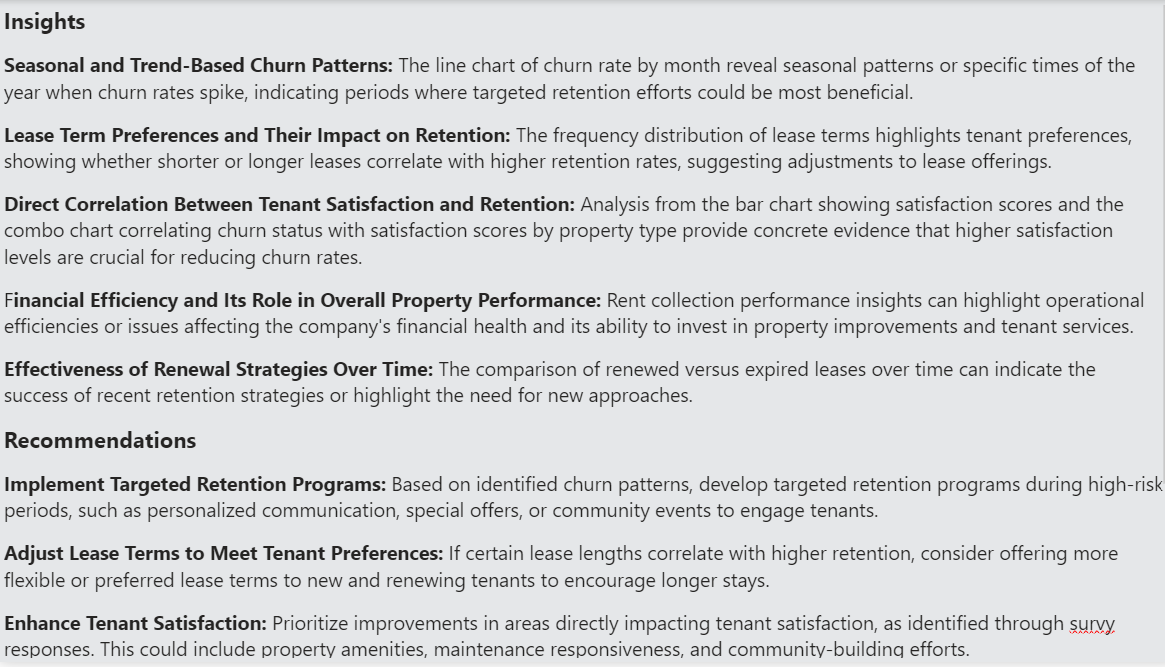 Insights
Seasonal and Trend-Based Churn Patterns: The line chart of churn rate by month reveal seasonal patterns or specific times of the
year when churn rates spike, indicating periods where targeted retention efforts could be most beneficial.
Lease Term Preferences and Their Impact on Retention: The frequency distribution of lease terms highlights tenant preferences,
showing whether shorter or longer leases correlate with higher retention rates, suggesting adjustments to lease offerings.
Direct Correlation Between Tenant Satisfaction and Retention: Analysis from the bar chart showing satisfaction scores and the
combo chart correlating churn status with satisfaction scores by property type provide concrete evidence that higher satisfaction
levels are crucial for reducing churn rates.
Financial Efficiency and Its Role in Overall Property Performance: Rent collection performance insights can highlight operational
efficiencies or issues affecting the company's financial health and its ability to invest in property improvements and tenant services.
Effectiveness of Renewal Strategies Over Time: The comparison of renewed versus expired leases over time can indicate the
success of recent retention strategies or highlight the need for new approaches.
Recommendations
Implement Targeted Retention Programs: Based on identified churn patterns, develop targeted retention programs during high-risk
periods, such as personalized communication, special offers, or community events to engage tenants.
Adjust Lease Terms to Meet Tenant Preferences: If certain lease lengths correlate with higher retention, consider offering more
flexible or preferred lease terms to new and renewing tenants to encourage longer stays.
Enhance Tenant Satisfaction: Prioritize improvements in areas directly impacting tenant satisfaction, as identified through survy
responses. This could include property amenities, maintenance responsiveness, and community-building efforts.